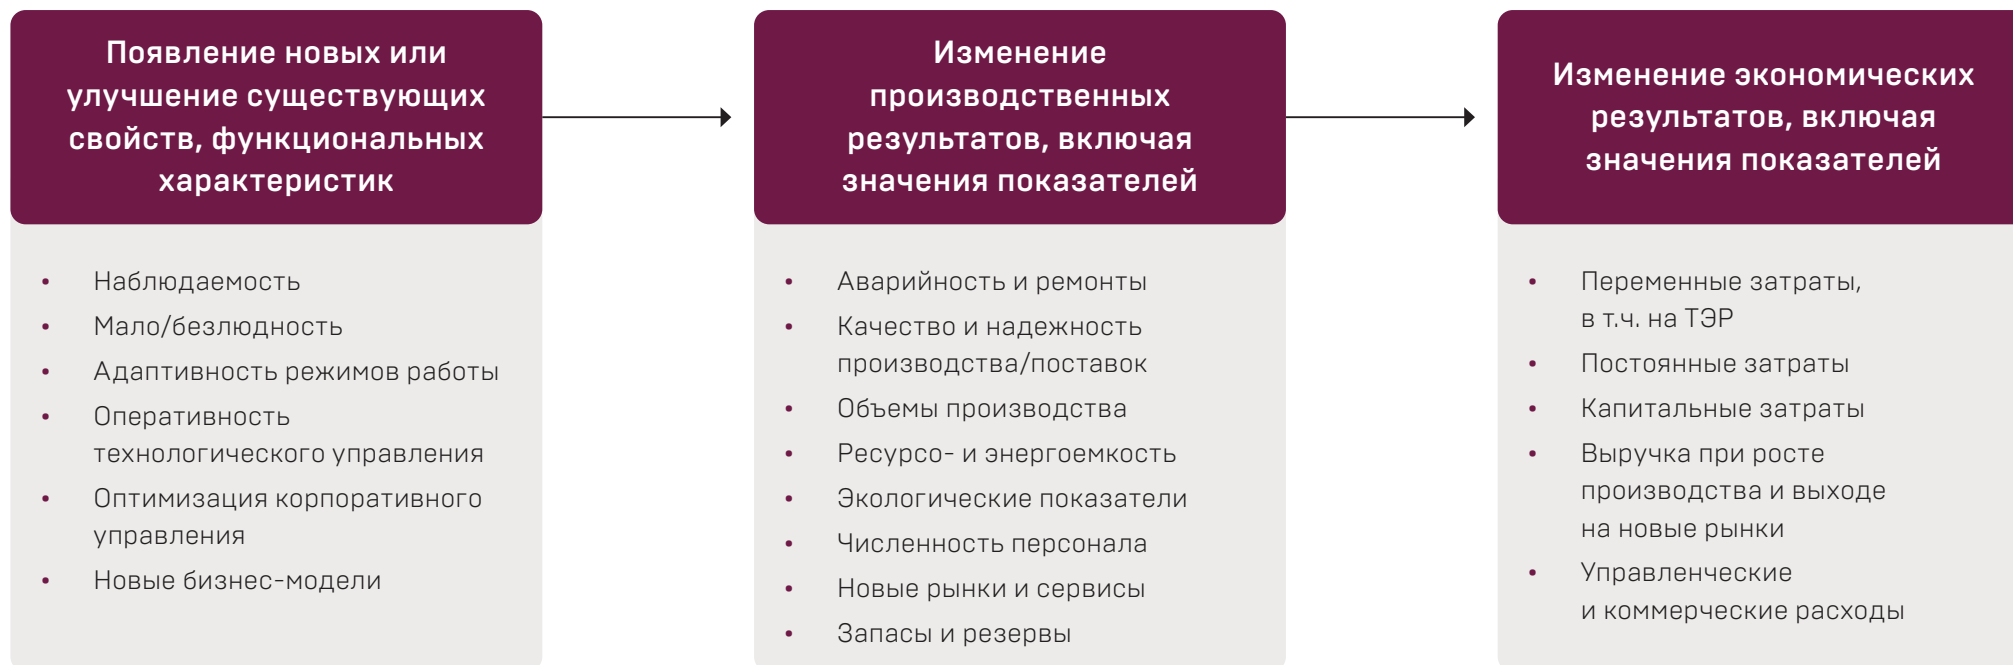 Появление новых или
улучшение существующих
свойств, функциональных
характеристик
• Наблюдаемость
• Мало/безлюдность
• Адаптивность режимов работы
• Оперативность
технологического управления
• Оптимизация корпоративного
управления
• Новые бизнес-модели
Изменение
производственных
результатов, включая
значения показателей
• Аварийность и ремонты
• Качество и надежность
производства/поставок
• Объемы производства
• Ресурсо- и энергоемкость
• Экологические показатели
• Численность персонала
• Новые рынки и сервисы
• Запасы и резервы
Изменение экономических
результатов, включая
значения показателей
• Переменные затраты,
в т.ч. на ТЭР
• Постоянные затраты
• Капитальные затраты
• Выручка при росте
производства и выходе
на новые рынки
• Управленческие
и коммерческие расходы